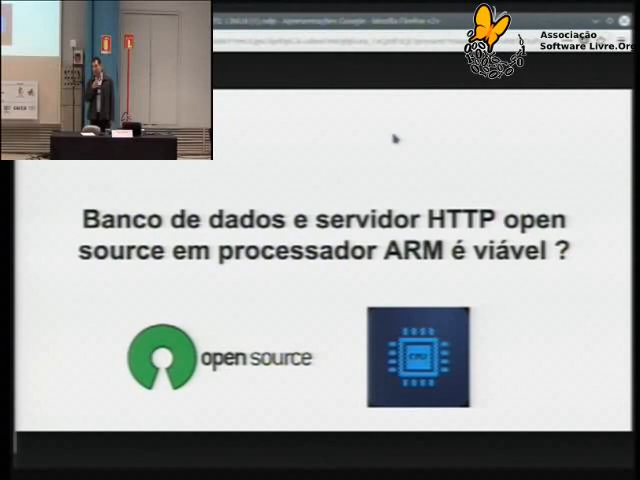 Associação
Software Livre.Org
Banco de dados e servidor HTTP open
source em processador ARM é viável ?
open source
CPU